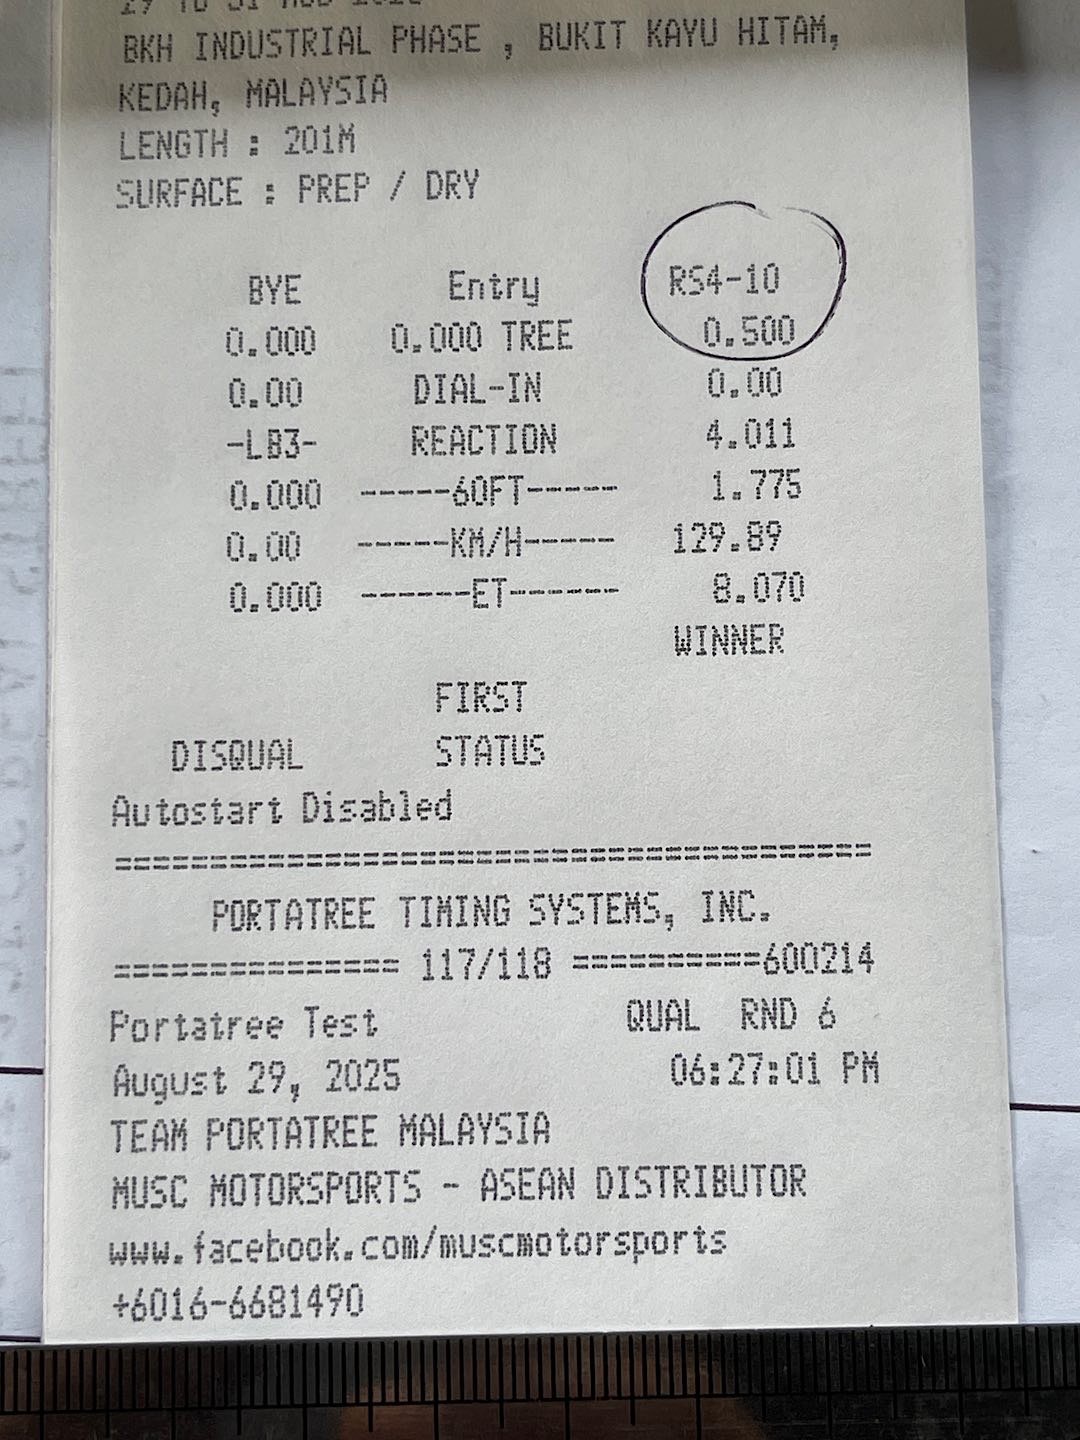 BKH INDUSTRIAL PHASE , BUKIT KAYU HITAM,
KEDAH, MALAYSIA
LENGTH : 201M
SURFACE : PREP / DRY
BYE Entry RS4-10
0.000 0.000 TREE 0.500
0.00 DIAL-IN 0.00
-LB3- REACTION 4.011
0.000 -----60FT----- 1.775
0.00 -----KM/H----- 129.89
0.000 ------ET------ 8.070
WINNER
FIRST
DISQUAL STATUS
Autostart Disabled
========================================
PORTATREE TIMING SYSTEMS, INC.
=============== 117/118 ==========600214
Portatree Test QUAL RND 6
August 29, 2025 06:27:01 PM
TEAM PORTATREE MALAYSIA
MUSC MOTORSPORTS - ASEAN DISTRIBUTOR
www.facebook.com/muscmotorsports
+6016-6681490